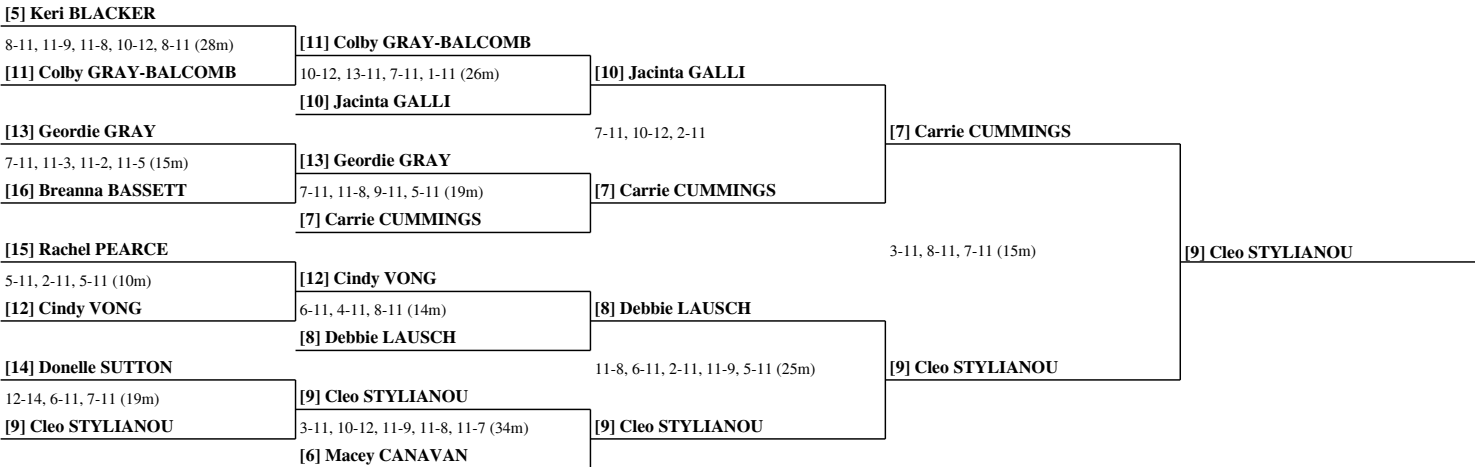 [5] Keri BLACKER
8-11, 11-9, 11-8, 10-12, 8-11 (28m)
[11] Colby GRAY-BALCOMB
[11] Colby GRAY-BALCOMB
10-12, 13-11, 7-11, 1-11 (26m)
[10] Jacinta GALLI
[10] Jacinta GALLI
[13] Geordie GRAY
7-11, 10-12, 2-11
[7] Carrie CUMMINGS
7-11, 11-3, 11-2, 11-5 (15m)
[13] Geordie GRAY
[16] Breanna BASSETT
7-11, 11-8, 9-11, 5-11 (19m)
[7] Carrie CUMMINGS
[7] Carrie CUMMINGS
[15] Rachel PEARCE
3-11, 8-11, 7-11 (15m)
[9] Cleo STYLIANOU
5-11, 2-11, 5-11 (10m)
[12] Cindy VONG
[12] Cindy VONG
6-11, 4-11, 8-11 (14m)
[8] Debbie LAUSCH
[8] Debbie LAUSCH
[14] Donelle SUTTON
11-8, 6-11, 2-11, 11-9, 5-11 (25m)
[9] Cleo STYLIANOU
12-14, 6-11, 7-11 (19m)
[9] Cleo STYLIANOU
[9] Cleo STYLIANOU
3-11, 10-12, 11-9, 11-8, 11-7 (34m)
[9] Cleo STYLIANOU
[6] Macey CANAVAN